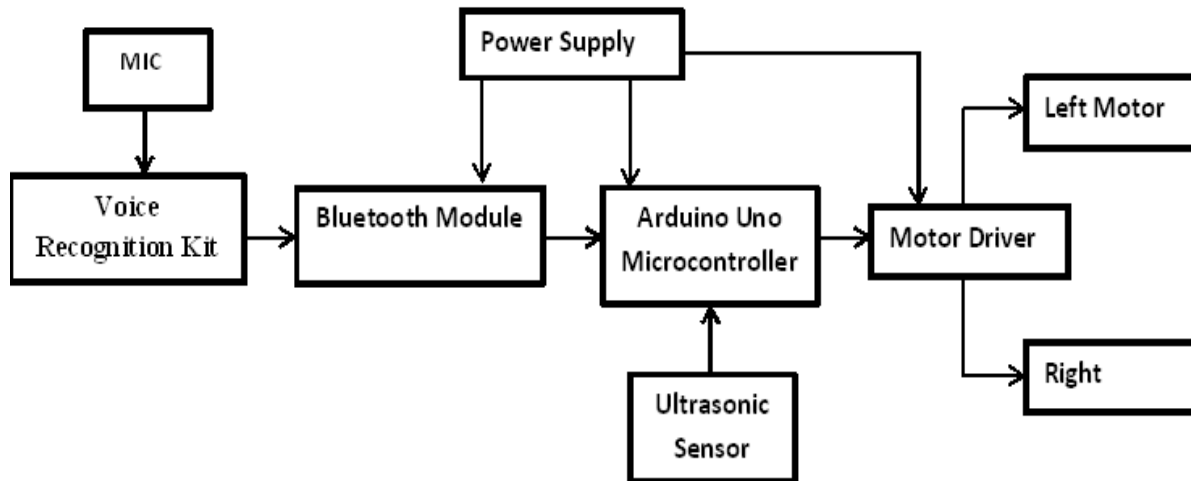 MIC
Power Supply
Left Motor
Voice
Recognition Kit
Bluetooth Module
Arduino Uno
Microcontroller
Motor Driver
Ultrasonic
Sensor
Right